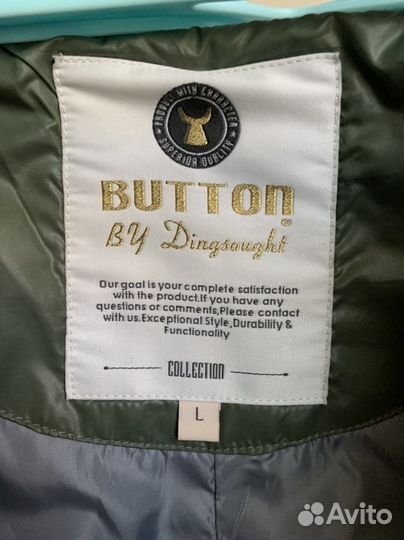 PRODUCT WITH CHARACTER
SUPERIOR QUALITY
BUTTON
BY Dingsought
Our goal is your complete satisfaction
with the product.If you have any
questions or comments,Please contact
with us.Exceptional Style,Durability &
Functionality
COLLECTION
L
Avito